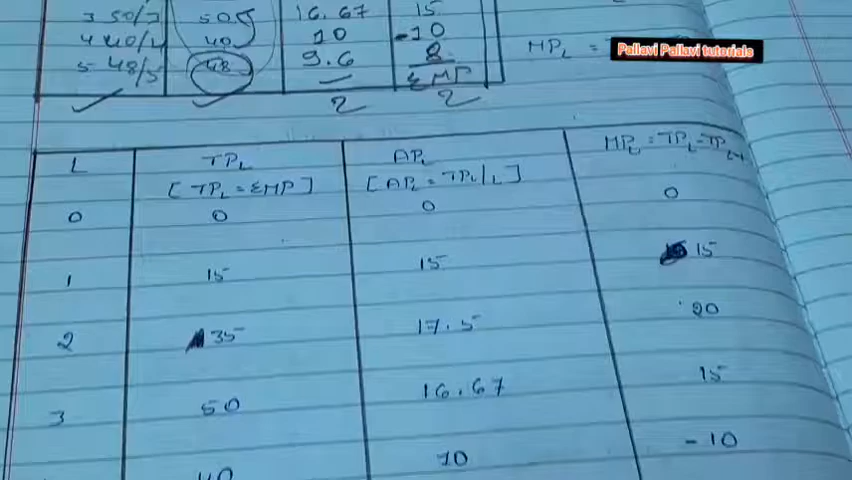 3 50/3 50 16.67 15
4 40/4 40 10 -10
5 48/5 48 9.6 8
ΣMP
2 2
MPL =
Pallavi Pallavi tutorials
L TPL APL MPL = TPL - TPL-1
[TPL = ΣMP] [APL = TPL/L]
0 0 0 0
1 15 15 15
2 35 17.5 20
3 50 16.67 15
40 10 -10